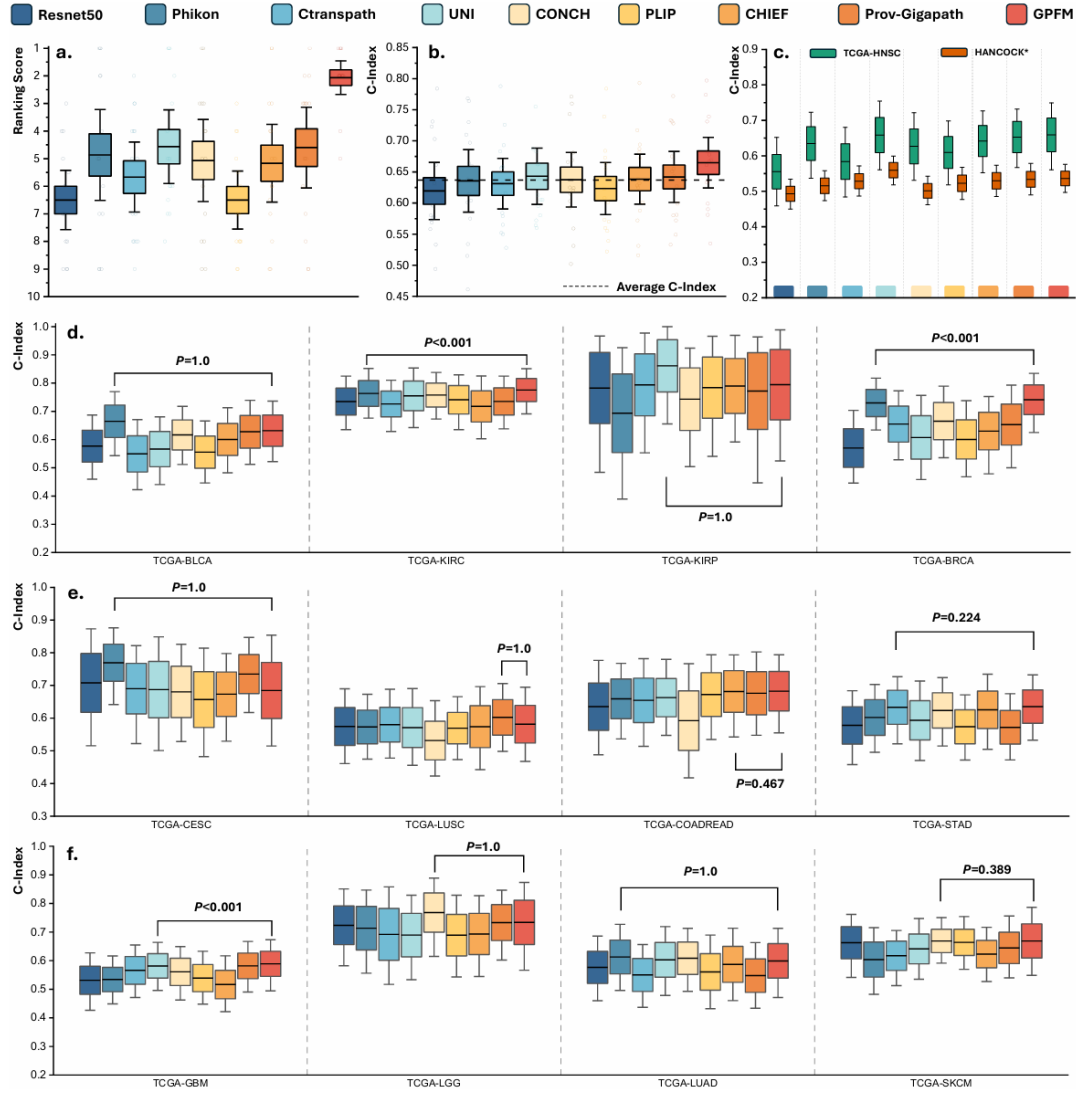 Resnet50 Phikon Ctranspath UNI CONCH PLIP CHIEF Prov-Gigapath GPFM
a.
Ranking Score
1
2
3
4
5
6
7
8
9
10
b.
C-Index
0.85
0.80
0.75
0.70
0.65
0.60
0.55
0.50
0.45
Average C-Index
c.
C-Index
TCGA-HNSC HANCOCK*
0.9
0.8
0.7
0.6
0.5
0.4
0.3
0.2
d.
C-Index
1.0
0.9
0.8
0.7
0.6
0.5
0.4
0.3
0.2
P=1.0
P<0.001
P=1.0
P<0.001
TCGA-BLCA TCGA-KIRC TCGA-KIRP TCGA-BRCA
e.
C-Index
1.0
0.9
0.8
0.7
0.6
0.5
0.4
0.3
P=1.0
P=1.0
P=0.467
P=0.224
TCGA-CESC TCGA-LUSC TCGA-COADREAD TCGA-STAD
f.
C-Index
1.0
0.9
0.8
0.7
0.6
0.5
0.4
0.3
0.2
P<0.001
P=1.0
P=1.0
P=0.389
TCGA-GBM TCGA-LGG TCGA-LUAD TCGA-SKCM